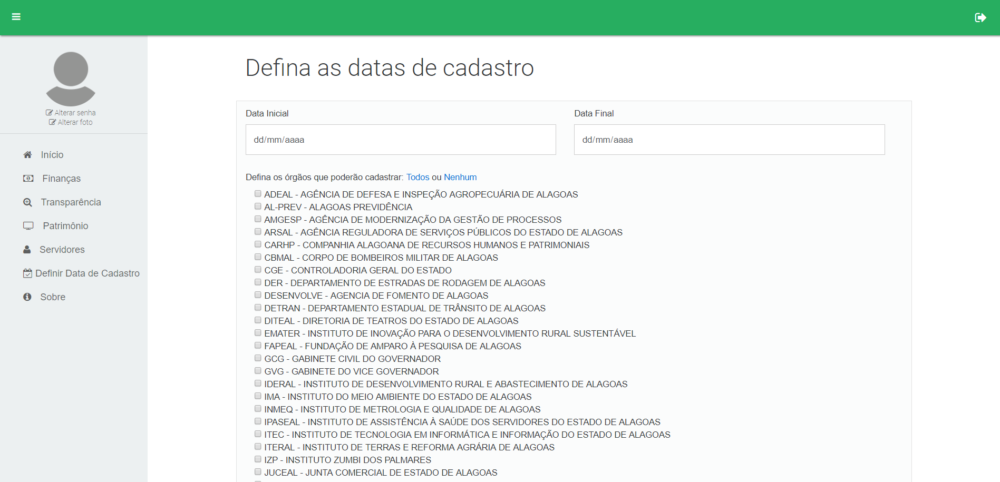 Alterar senha
Alterar foto
Início
Finanças
Transparência
Patrimônio
Servidores
Definir Data de Cadastro
Sobre
Defina as datas de cadastro
Data Inicial
Data Final
dd/mm/aaaa
dd/mm/aaaa
Defina os órgãos que poderão cadastrar: Todos ou Nenhum
ADEAL - AGÊNCIA DE DEFESA E INSPEÇÃO AGROPECUÁRIA DE ALAGOAS
AL-PREV - ALAGOAS PREVIDÊNCIA
AMGESP - AGÊNCIA DE MODERNIZAÇÃO DA GESTÃO DE PROCESSOS
ARSAL - AGÊNCIA REGULADORA DE SERVIÇOS PÚBLICOS DO ESTADO DE ALAGOAS
CARHP - COMPANHIA ALAGOANA DE RECURSOS HUMANOS E PATRIMONIAIS
CBMAL - CORPO DE BOMBEIROS MILITAR DE ALAGOAS
CGE - CONTROLADORIA GERAL DO ESTADO
DER - DEPARTAMENTO DE ESTRADAS DE RODAGEM DE ALAGOAS
DESENVOLVE - AGENCIA DE FOMENTO DE ALAGOAS
DETRAN - DEPARTAMENTO ESTADUAL DE TRÂNSITO DE ALAGOAS
DITEAL - DIRETORIA DE TEATROS DO ESTADO DE ALAGOAS
EMATER - INSTITUTO DE INOVAÇÃO PARA O DESENVOLVIMENTO RURAL SUSTENTÁVEL
FAPEAL - FUNDAÇÃO DE AMPARO À PESQUISA DE ALAGOAS
GCG - GABINETE CIVIL DO GOVERNADOR
GVG - GABINETE DO VICE GOVERNADOR
IDERAL - INSTITUTO DE DESENVOLVIMENTO RURAL E ABASTECIMENTO DE ALAGOAS
IMA - INSTITUTO DO MEIO AMBIENTE DO ESTADO DE ALAGOAS
INMEQ - INSTITUTO DE METROLOGIA E QUALIDADE DE ALAGOAS
IPASEAL - INSTITUTO DE ASSISTÊNCIA À SAÚDE DOS SERVIDORES DO ESTADO DE ALAGOAS
ITEC - INSTITUTO DE TECNOLOGIA EM INFORMÁTICA E INFORMAÇÃO DO ESTADO DE ALAGOAS
ITERAL - INSTITUTO DE TERRAS E REFORMA AGRÁRIA DE ALAGOAS
IZP - INSTITUTO ZUMBI DOS PALMARES
JUCEAL - JUNTA COMERCIAL DE ESTADO DE ALAGOAS